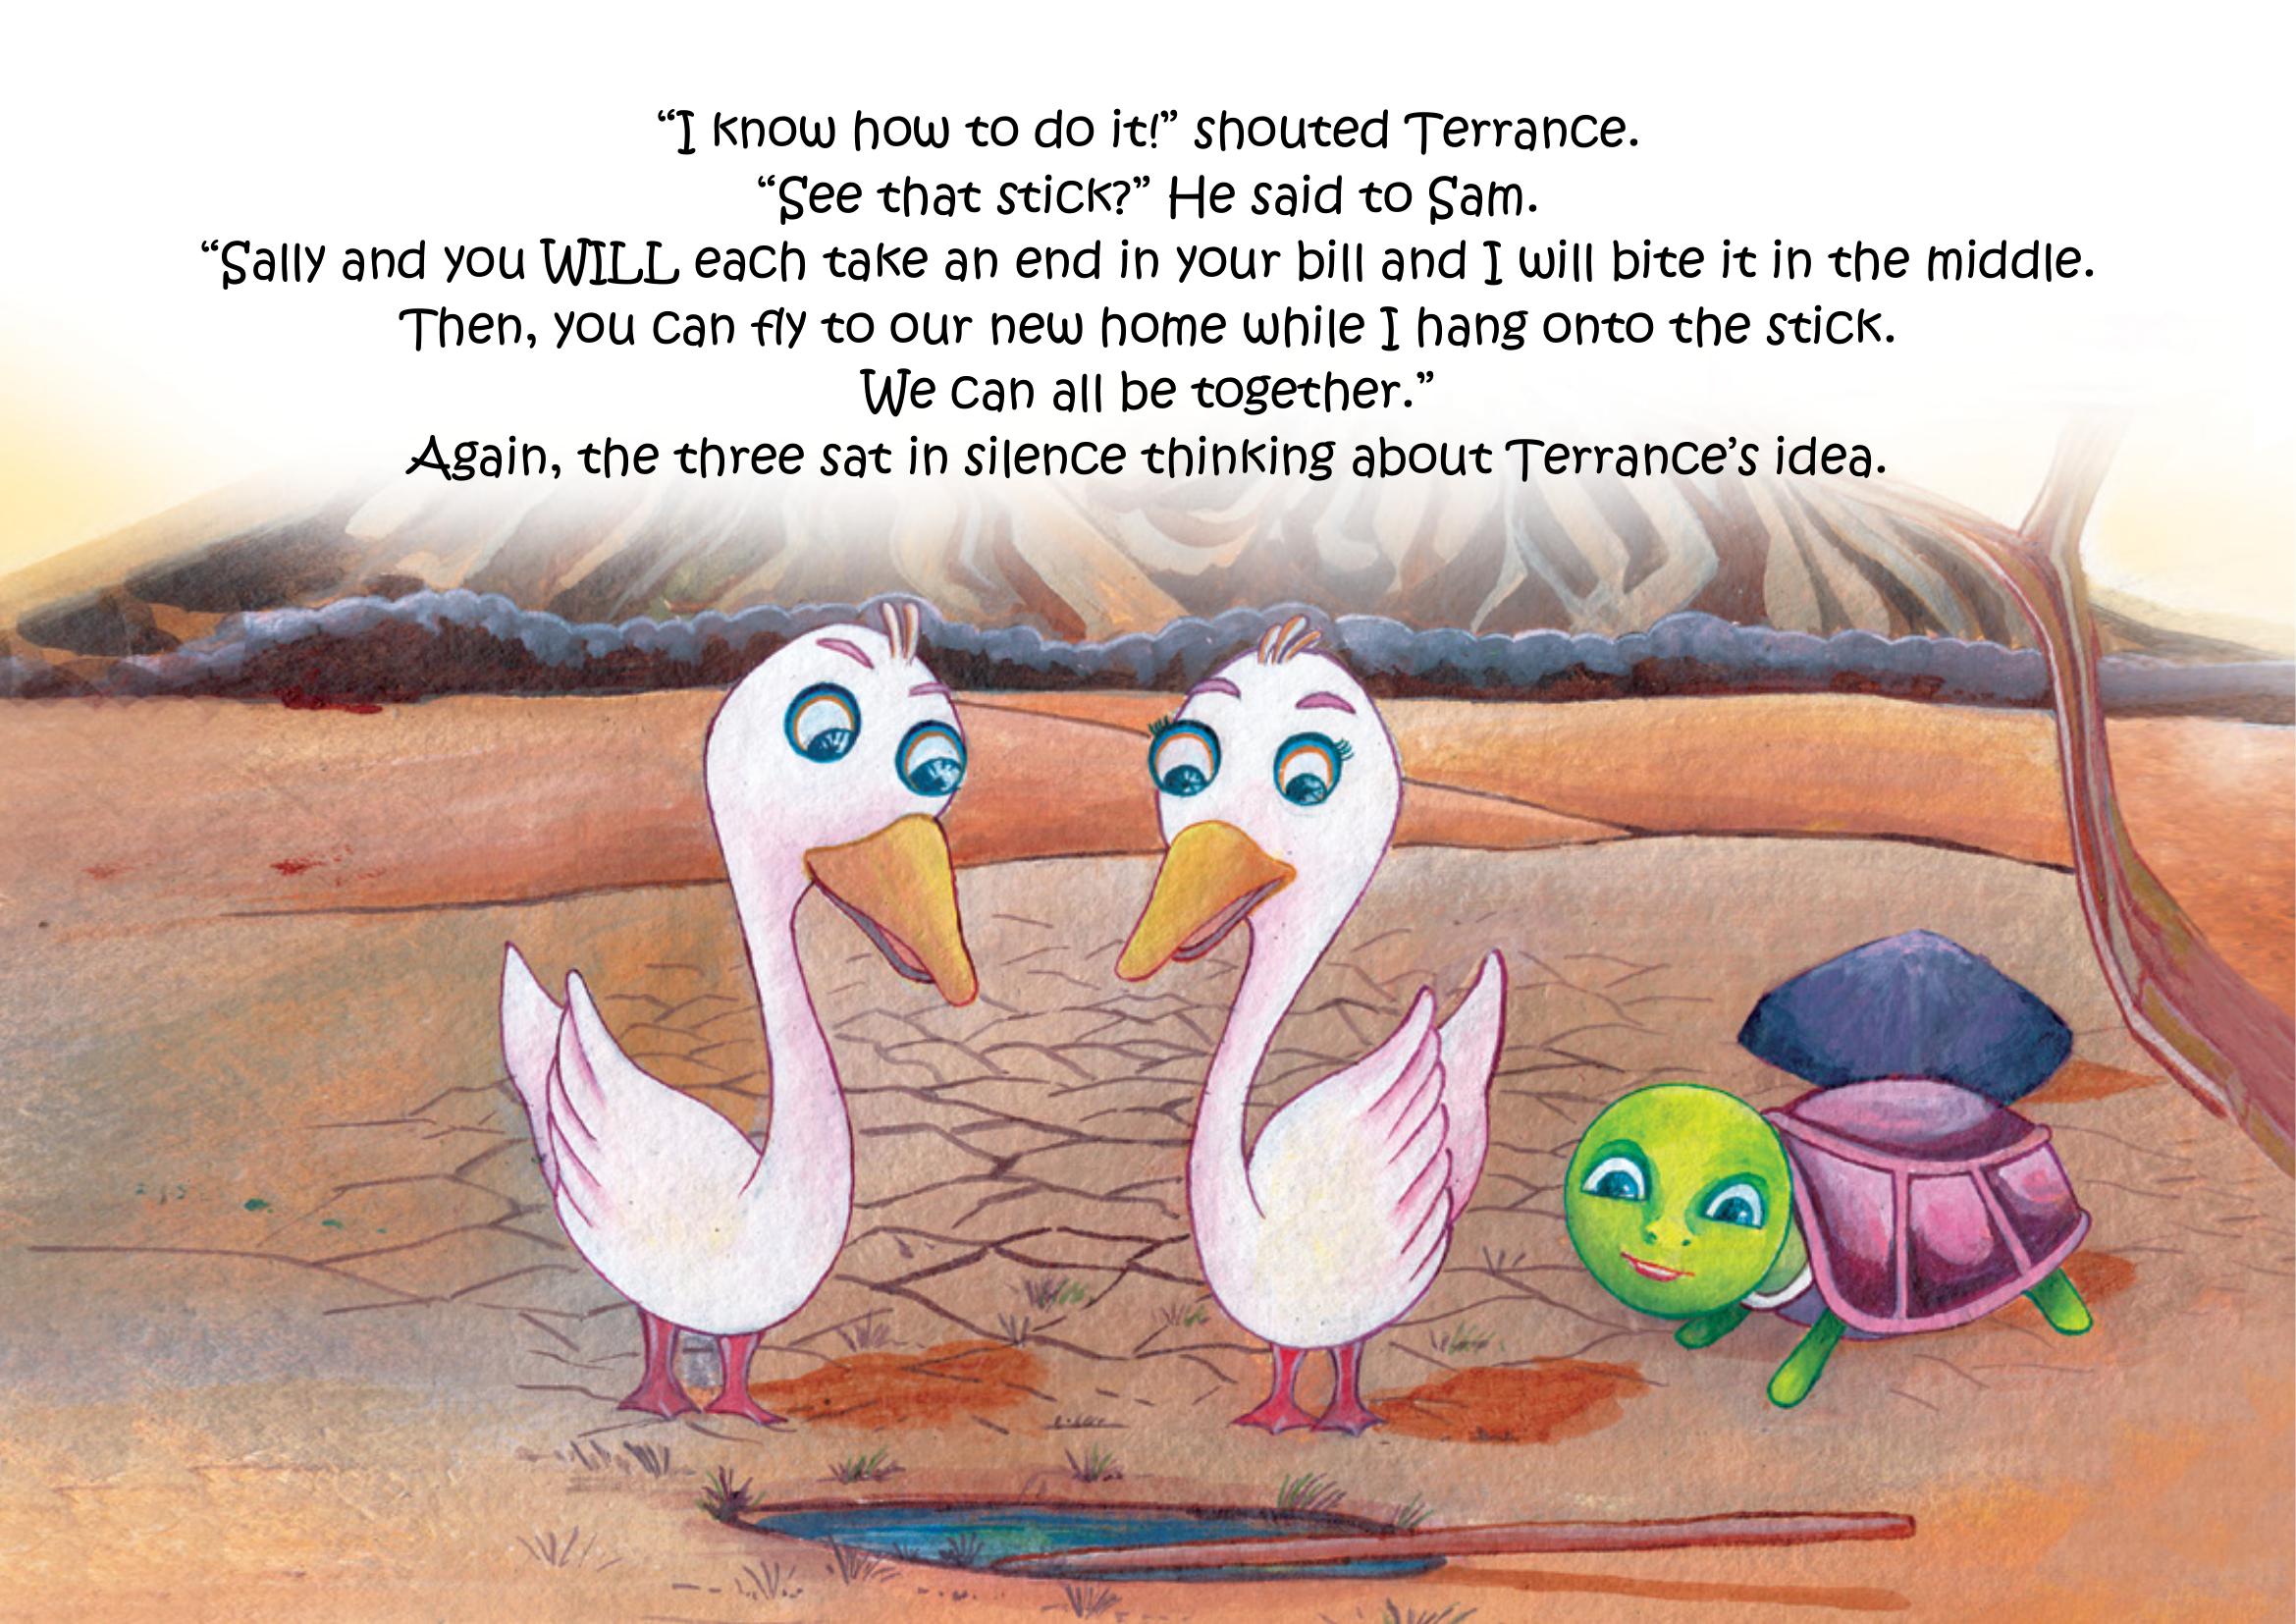 “I know how to do it!” shouted Terrance.
“See that stick?” He said to Sam.
“Sally and you WILL each take an end in your bill and I will bite it in the middle.
Then, you can fly to our new home while I hang onto the stick.
We can all be together.”
Again, the three sat in silence thinking about Terrance’s idea.